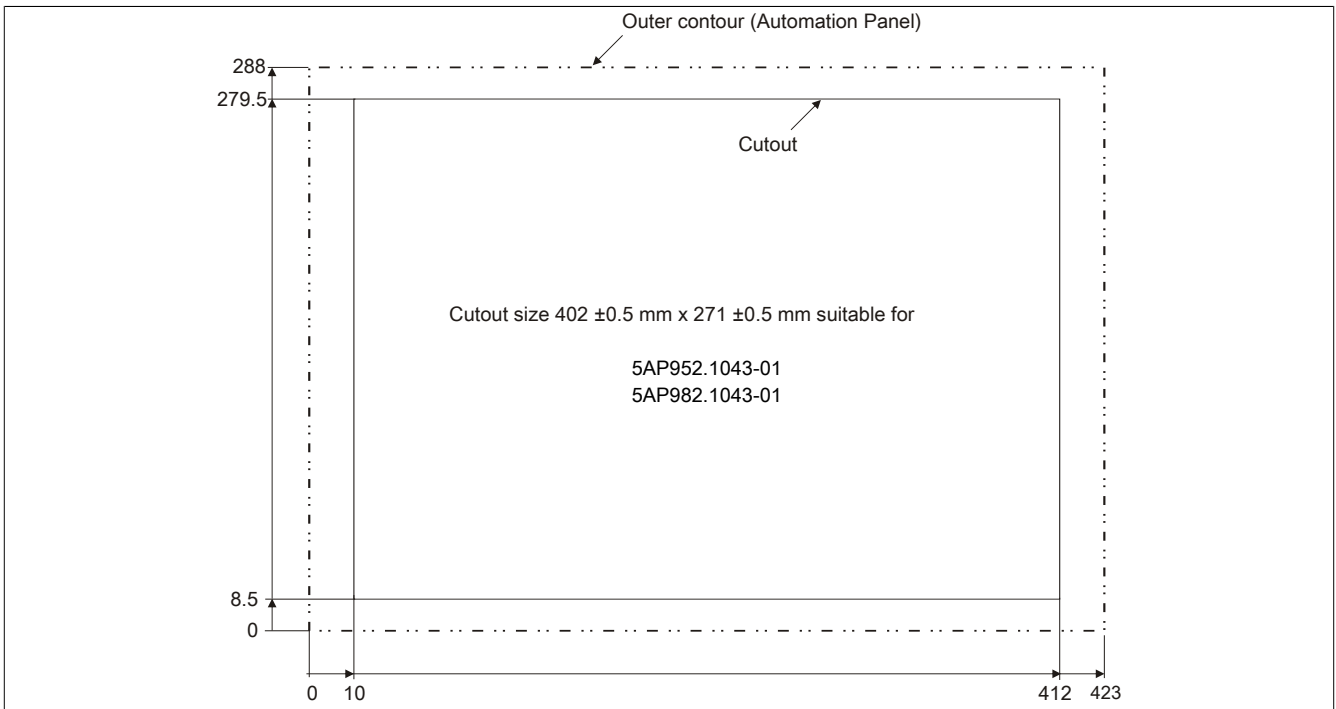 Outer contour (Automation Panel)
288
279.5
Cutout
Cutout size 402 ±0.5 mm x 271 ±0.5 mm suitable for
5AP952.1043-01
5AP982.1043-01
8.5
0
0 10 412 423